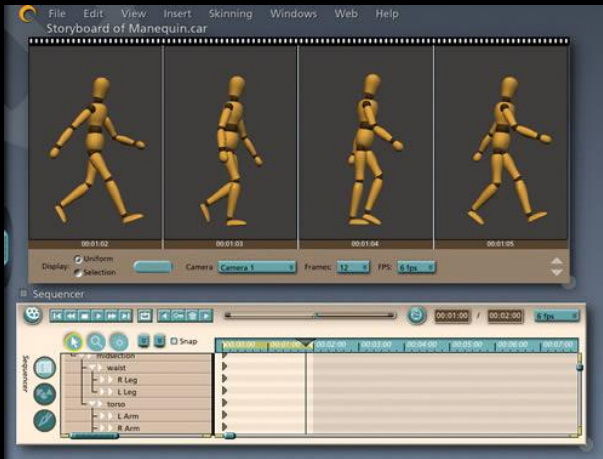 File Edit View Insert Skinning Windows Web Help
Storyboard of Manequin.car
00:01:02 00:01:03 00:01:04 00:01:05
Display: Uniform Selection Camera Camera 1 Frames: 12 FPS: 6 fps
Sequencer
00:01:00 / 00:02:00 6 fps
Snap 00:00:00 00:01:00 00:02:00 00:03:00 00:04:00 00:05:00 00:06:00 00:07:00
Sequencer
midsection
waist
R Leg
L Leg
torso
L Arm
R Arm